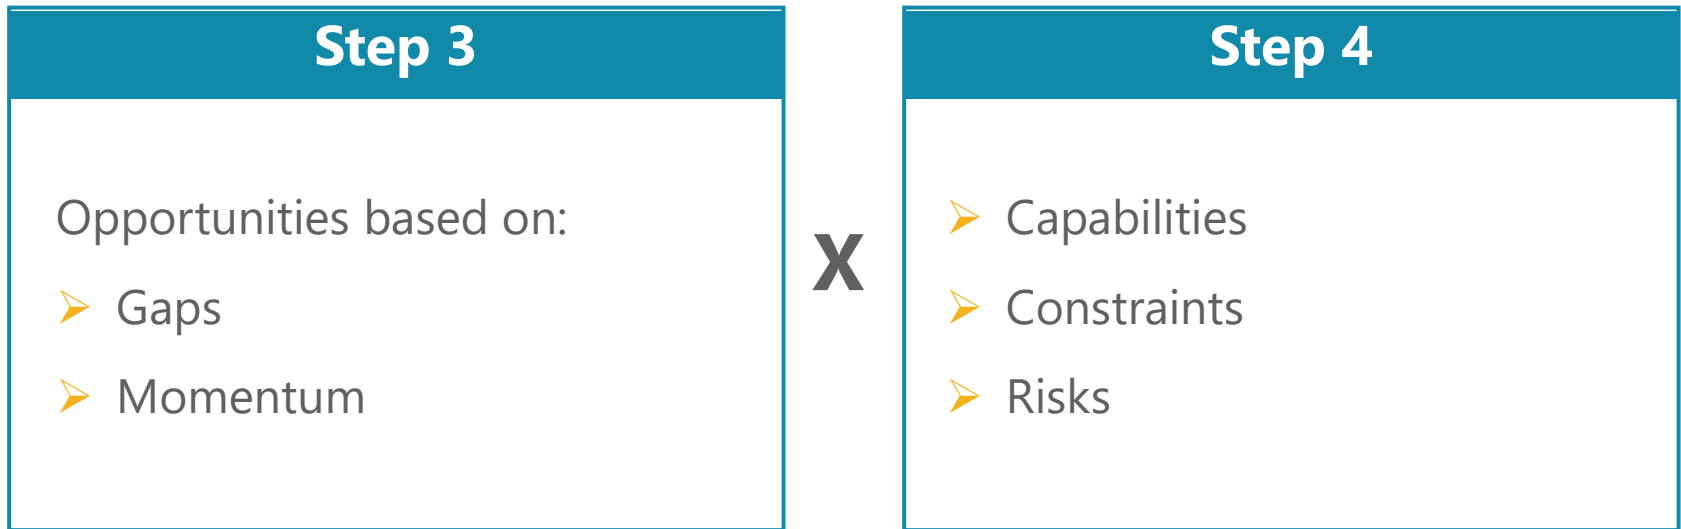 Step 3
Opportunities based on:
Gaps
Momentum
X
Step 4
Capabilities
Constraints
Risks